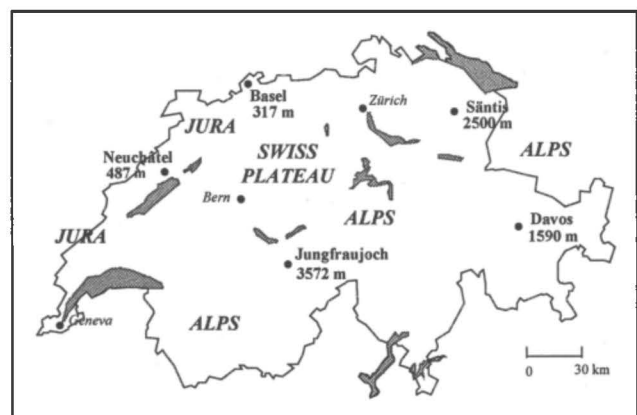 Basel
317 m
Zürich
Säntis
2500 m
JURA
Neuchâtel
487 m
SWISS
PLATEAU
ALPS
Bern
ALPS
Davos
1590 m
JURA
Jungfraujoch
3572 m
ALPS
Geneva
0 30 km